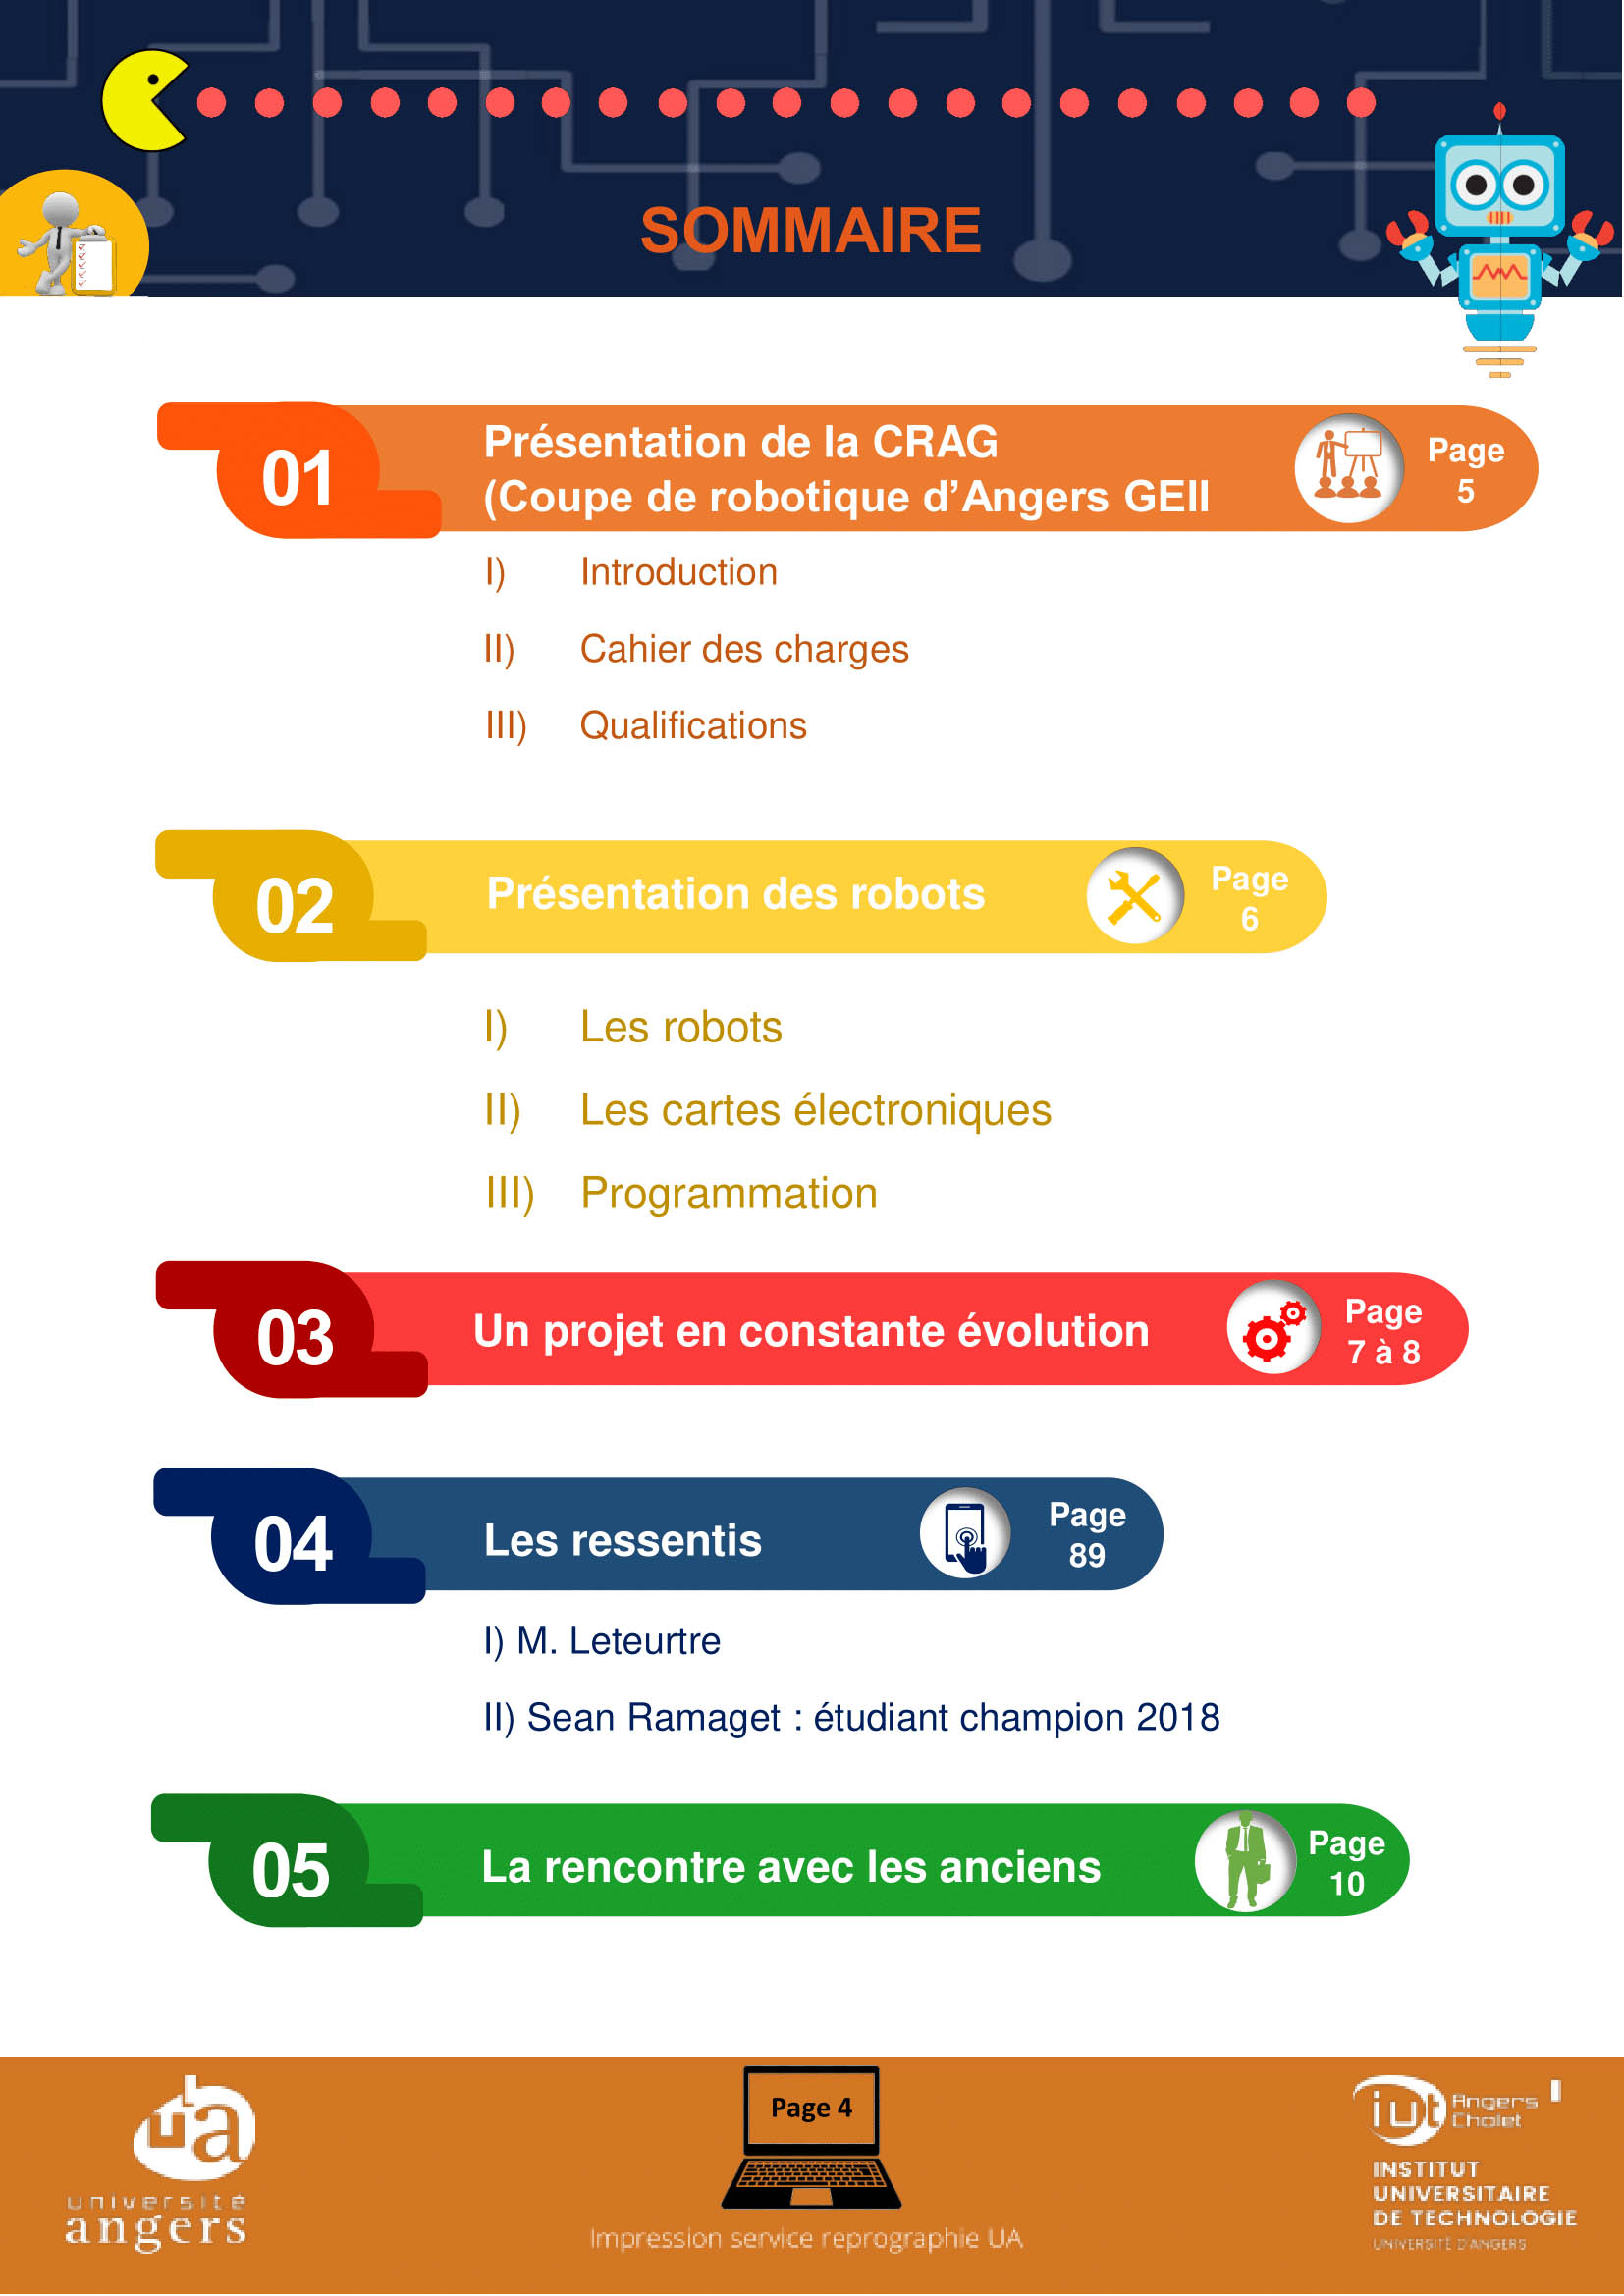 SOMMAIRE
01
Présentation de la CRAG
(Coupe de robotique d’Angers GEII
Page
5
I) Introduction
II) Cahier des charges
III) Qualifications
02
Présentation des robots
Page
6
I) Les robots
II) Les cartes électroniques
III) Programmation
03
Un projet en constante évolution
Page
7 à 8
04
Les ressentis
Page
89
I) M. Leteurtre
II) Sean Ramaget : étudiant champion 2018
05
La rencontre avec les anciens
Page
10
ua
université
angers
Page 4
Impression service reprographie UA
iut Angers
Cholet
INSTITUT
UNIVERSITAIRE
DE TECHNOLOGIE
UNIVERSITÉ D'ANGERS